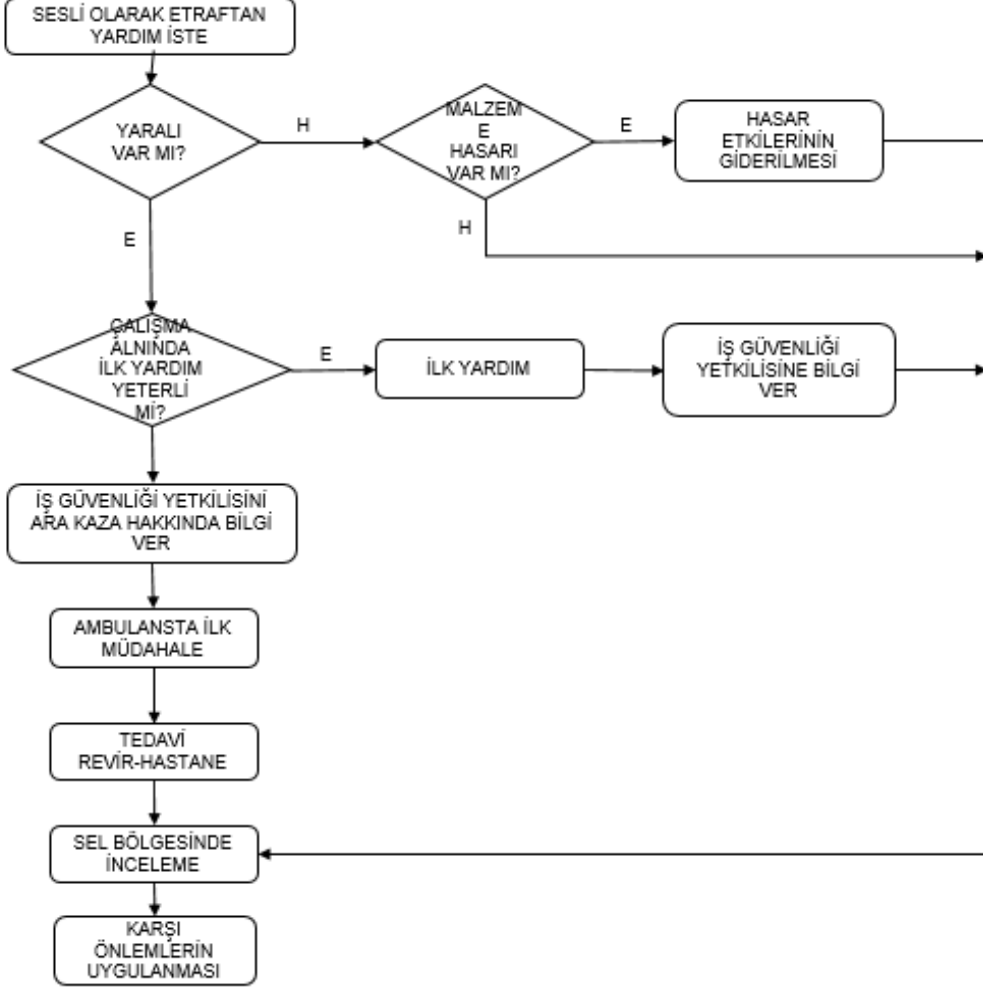 SESLİ OLARAK ETRAFTAN
YARDIM İSTE
YARALI
VAR MI?
H
MALZEM
E
HASARI
VAR MI?
E
HASAR
ETKİLERİNİN
GİDERİLMESİ
H
E
ÇALIŞMA
ALNINDA
İLK YARDIM
YETERLİ
Mİ?
E
İLK YARDIM
İŞ GÜVENLİĞİ
YETKİLİSİNE BİLGİ
VER
İŞ GÜVENLİĞİ YETKİLİSİNİ
ARA KAZA HAKKINDA BİLGİ
VER
AMBULANSTA İLK
MÜDAHALE
TEDAVİ
REVİR-HASTANE
SEL BÖLGESİNDE
İNCELEME
KARŞI
ÖNLEMLERİN
UYGULANMASI